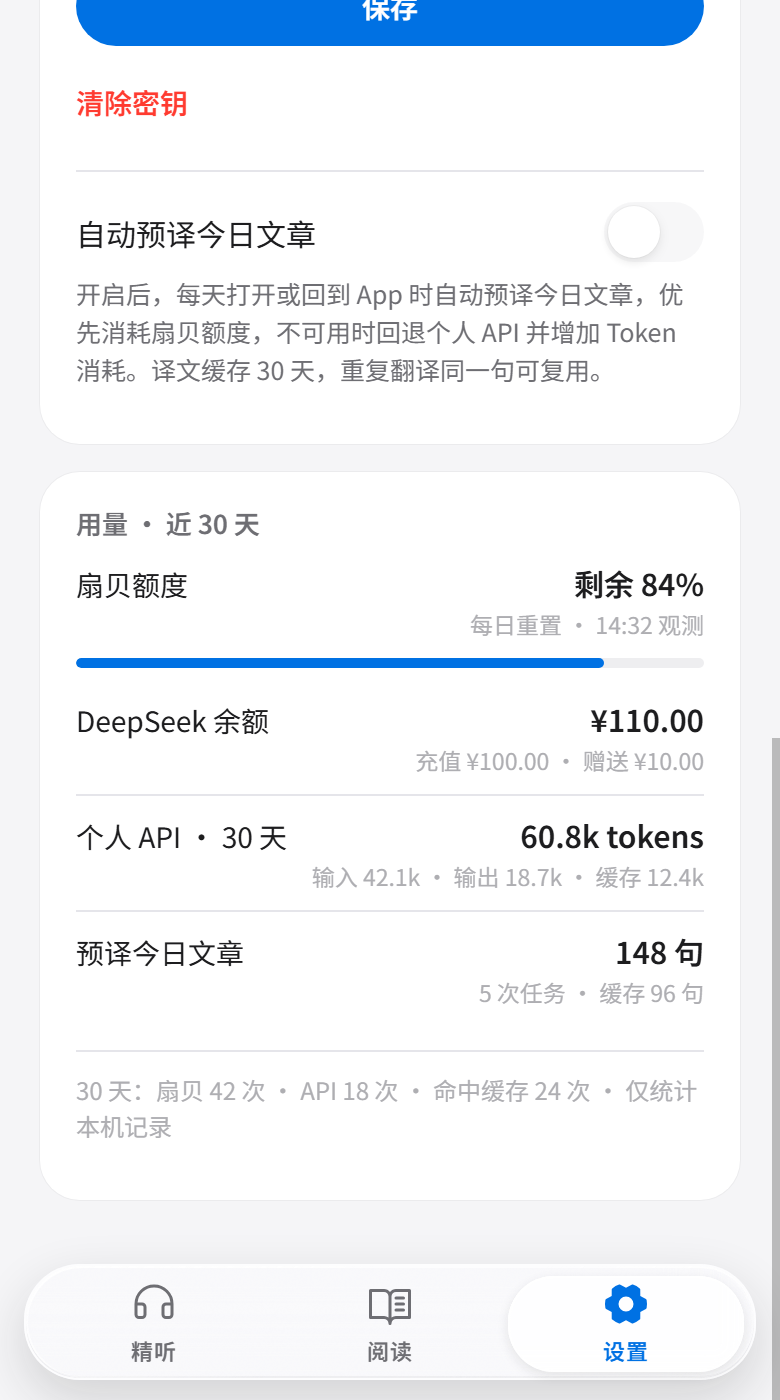 保存
清除密钥
自动预译今日文章
开启后，每天打开或回到 App 时自动预译今日文章，优
先消耗扇贝额度，不可用时回退个人 API 并增加 Token
消耗。译文缓存 30 天，重复翻译同一句可复用。
用量 · 近 30 天
扇贝额度
剩余 84%
每日重置 · 14:32 观测
DeepSeek 余额
¥110.00
充值 ¥100.00 · 赠送 ¥10.00
个人 API · 30 天
60.8k tokens
输入 42.1k · 输出 18.7k · 缓存 12.4k
预译今日文章
148 句
5 次任务 · 缓存 96 句
30 天：扇贝 42 次 · API 18 次 · 命中缓存 24 次 · 仅统计
本机记录
精听
阅读
设置